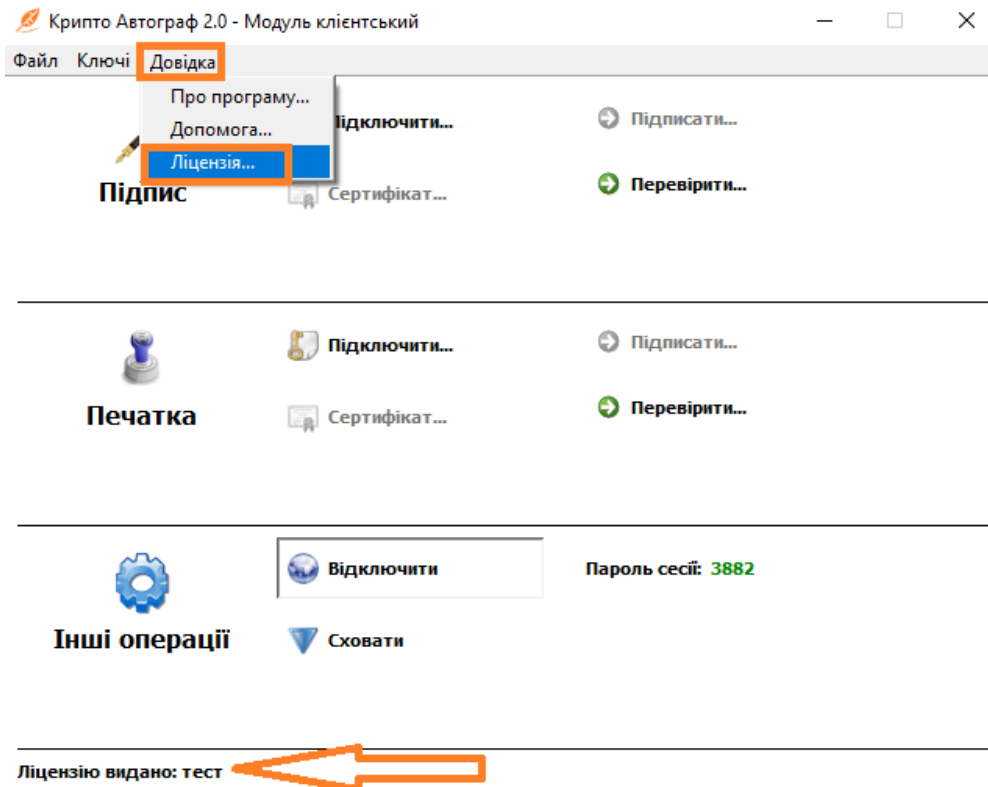 Крипто Автограф 2.0 - Модуль клієнтський
Файл Ключі Довідка
Про програму...
Допомога...
Ліцензія...
Підпис
Підключити...
Підписати...
Сертифікат...
Перевірити...
Печатка
Підключити...
Підписати...
Сертифікат...
Перевірити...
Інші операції
Відключити
Пароль сесії: 3882
Сховати
Ліцензію видано: тест